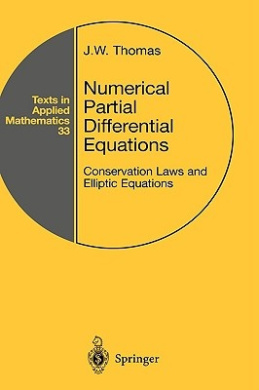 J.W. Thomas
Texts in
Applied
Mathematics
33
Numerical
Partial
Differential
Equations
Conservation Laws and
Elliptic Equations
Springer